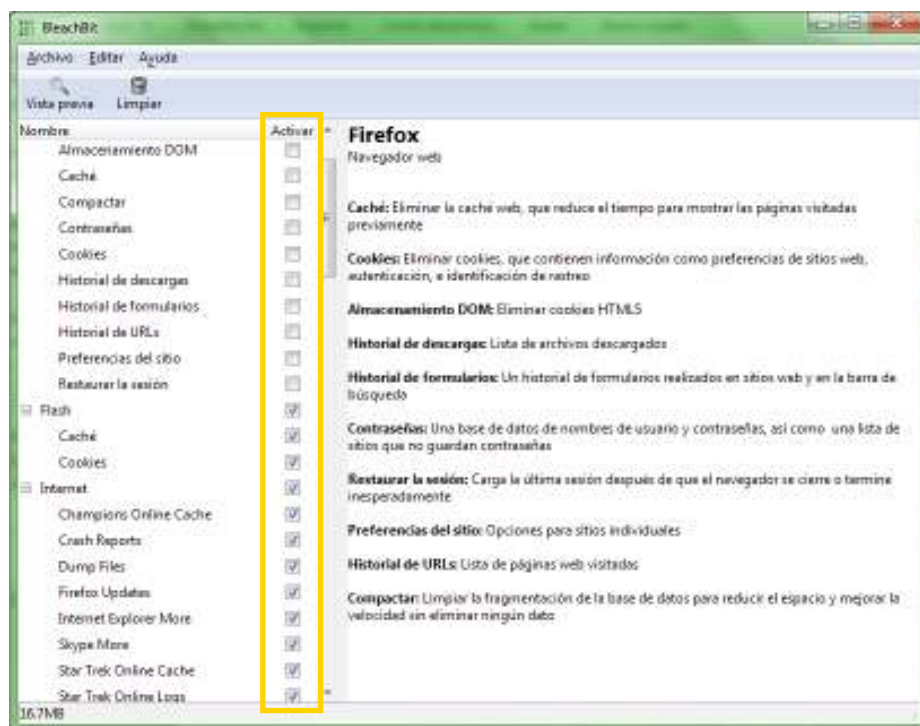 BleachBit
Archivo Editar Ayuda
Vista previa Limpiar
Nombre Activar
Almacenamiento DOM
Caché
Compactar
Contraseñas
Cookies
Historial de descargas
Historial de formularios
Historial de URLs
Preferencias del sitio
Restaurar la sesión
Flash
Caché
Cookies
Internet
Champions Online Cache
Crash Reports
Dump Files
Firefox Updates
Internet Explorer More
Skype More
Star Trek Online Cache
Star Trek Online Logs
Firefox
Navegador web
Caché: Eliminar la caché web, que reduce el tiempo para mostrar las páginas visitadas
previamente
Cookies: Eliminar cookies, que contienen información como preferencias de sitios web,
autenticación, e identificación de rastreo
Almacenamiento DOM: Eliminar cookies HTML5
Historial de descargas: Lista de archivos descargados
Historial de formularios: Un historial de formularios realizados en sitios web y en la barra de
búsqueda
Contraseñas: Una base de datos de nombres de usuario y contraseñas, así como una lista de
sitios que no guardan contraseñas
Restaurar la sesión: Carga la última sesión después de que el navegador se cierre o termine
inesperadamente
Preferencias del sitio: Opciones para sitios individuales
Historial de URLs: Lista de páginas web visitadas
Compactar: Limpiar la fragmentación de la base de datos para reducir el espacio y mejorar la
velocidad sin eliminar ningún dato
16.7MB